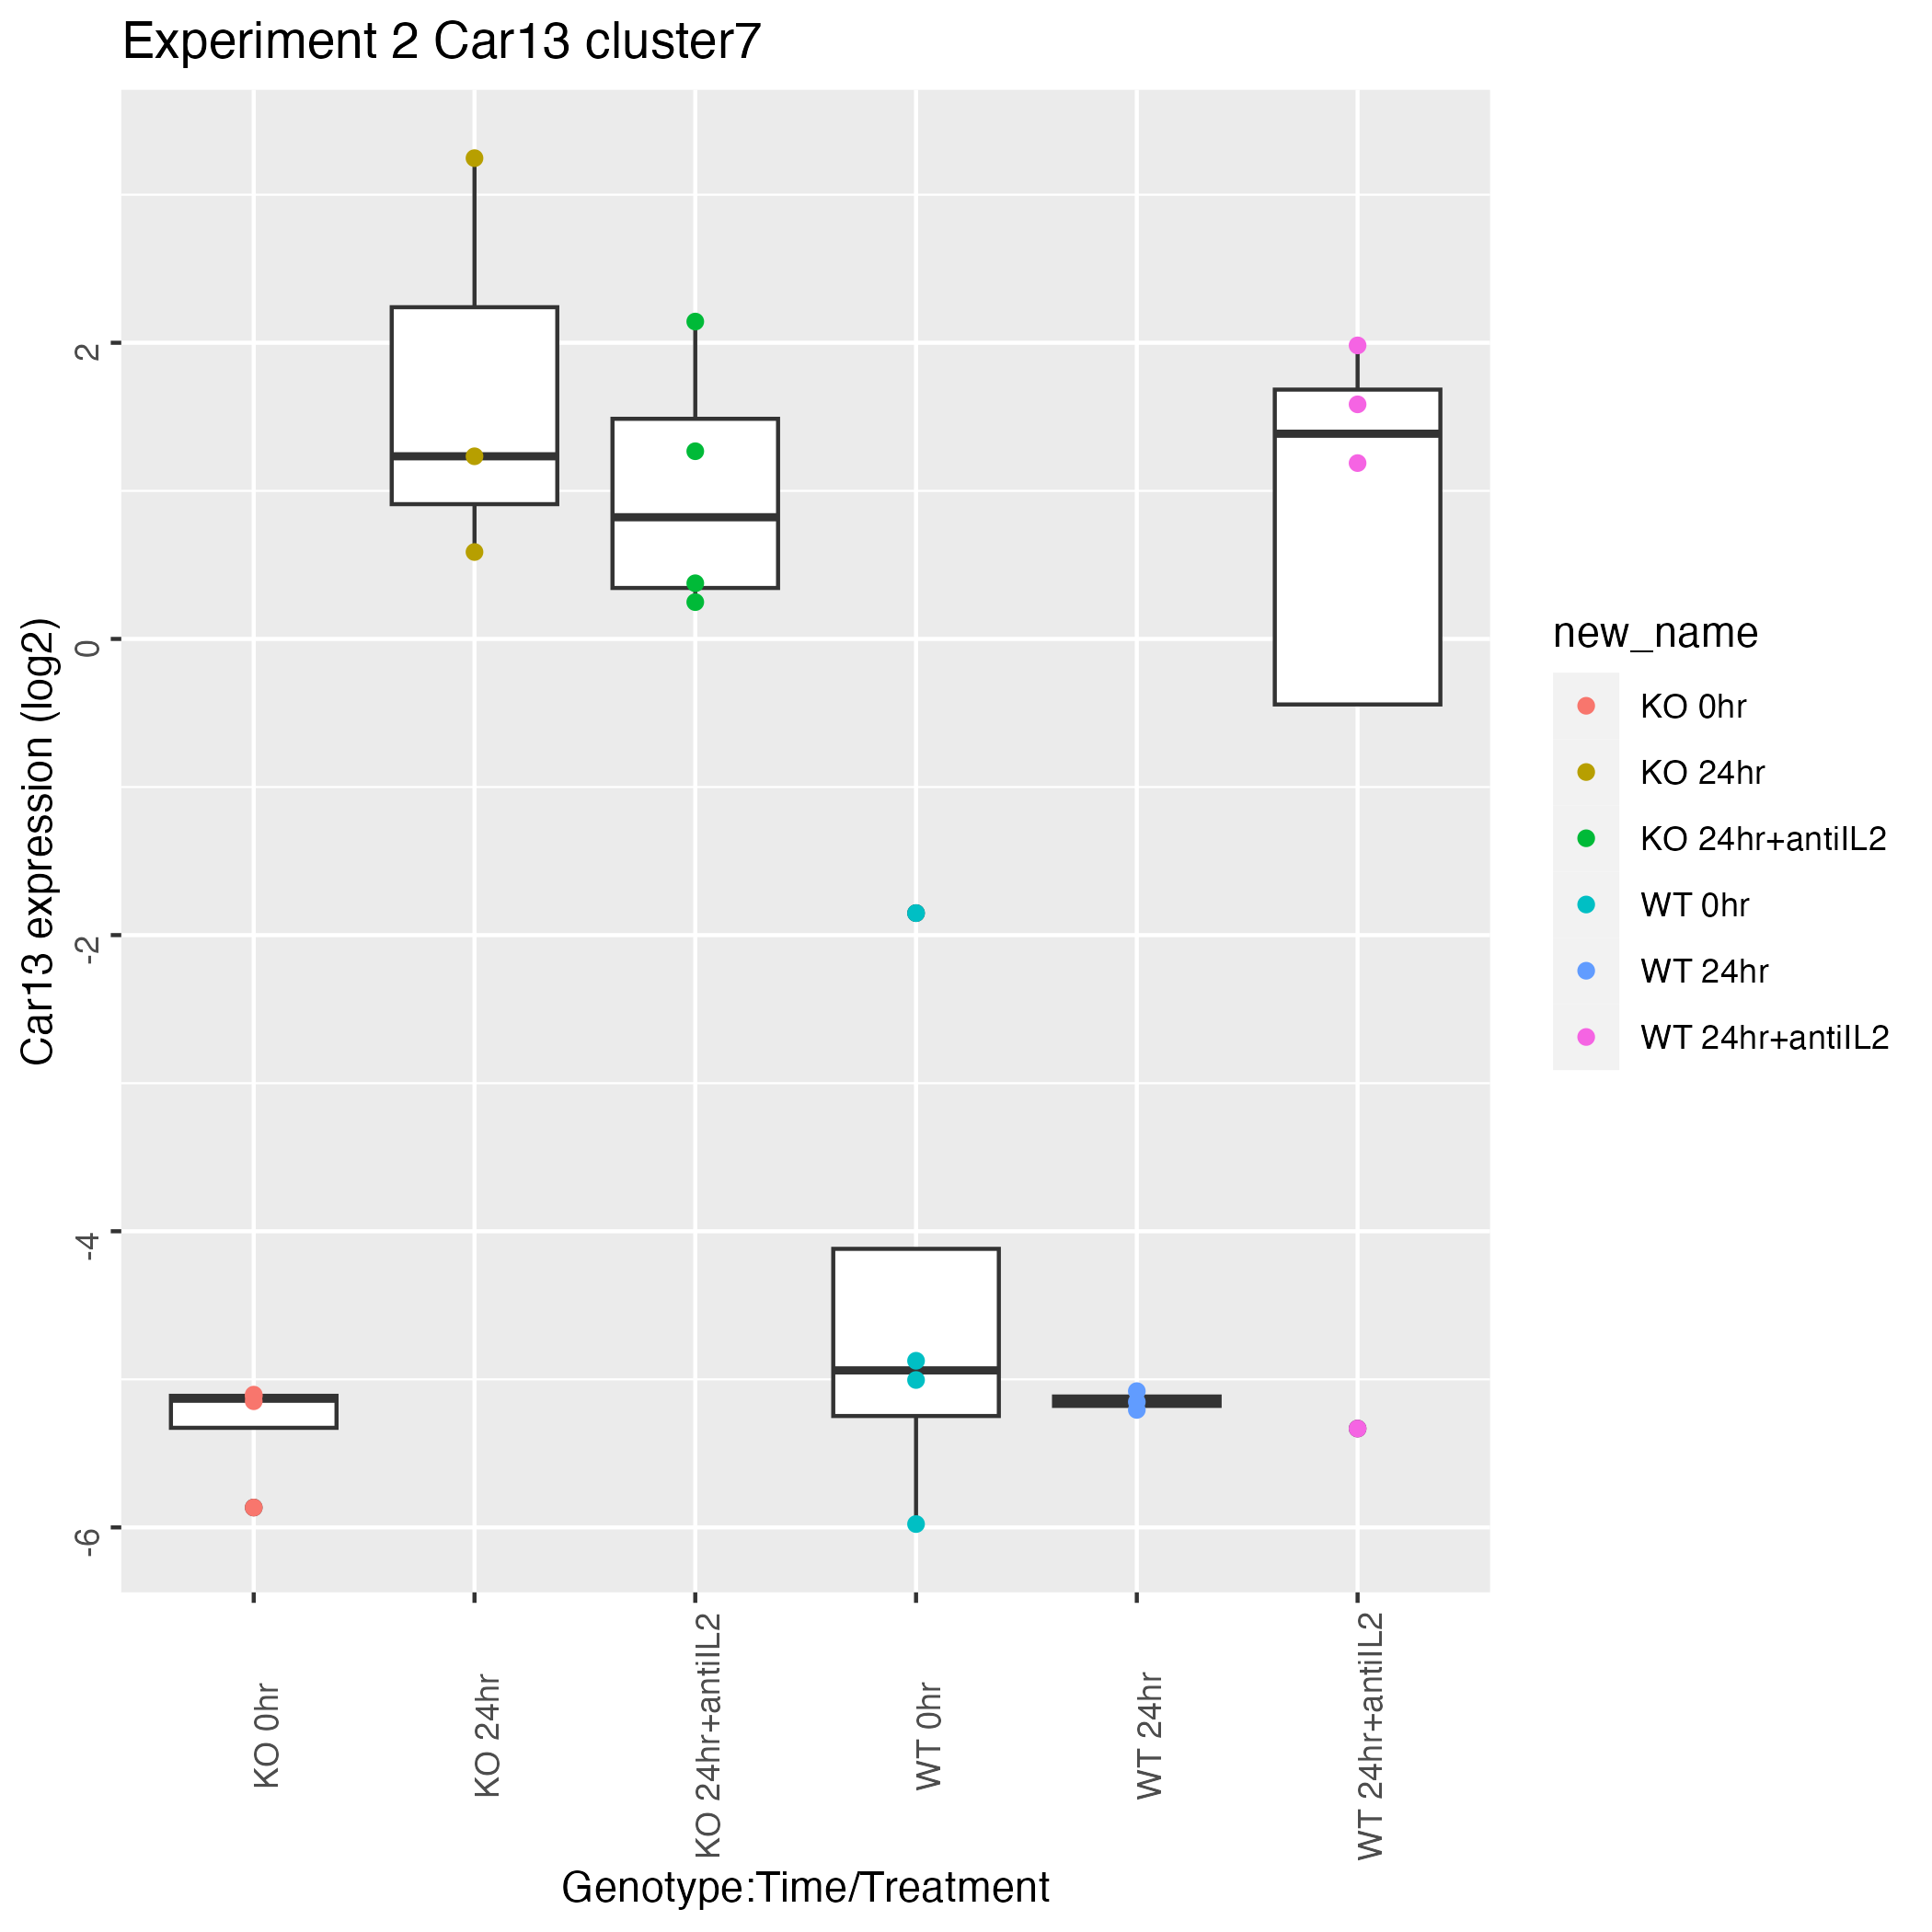 Experiment 2 Car13 cluster7
Car13 expression (log2)
2
0
-2
-4
-6
KO 0hr
KO 24hr
KO 24hr+antiIL2
WT 0hr
WT 24hr
WT 24hr+antiIL2
Genotype:Time/Treatment
new_name
KO 0hr
KO 24hr
KO 24hr+antiIL2
WT 0hr
WT 24hr
WT 24hr+antiIL2